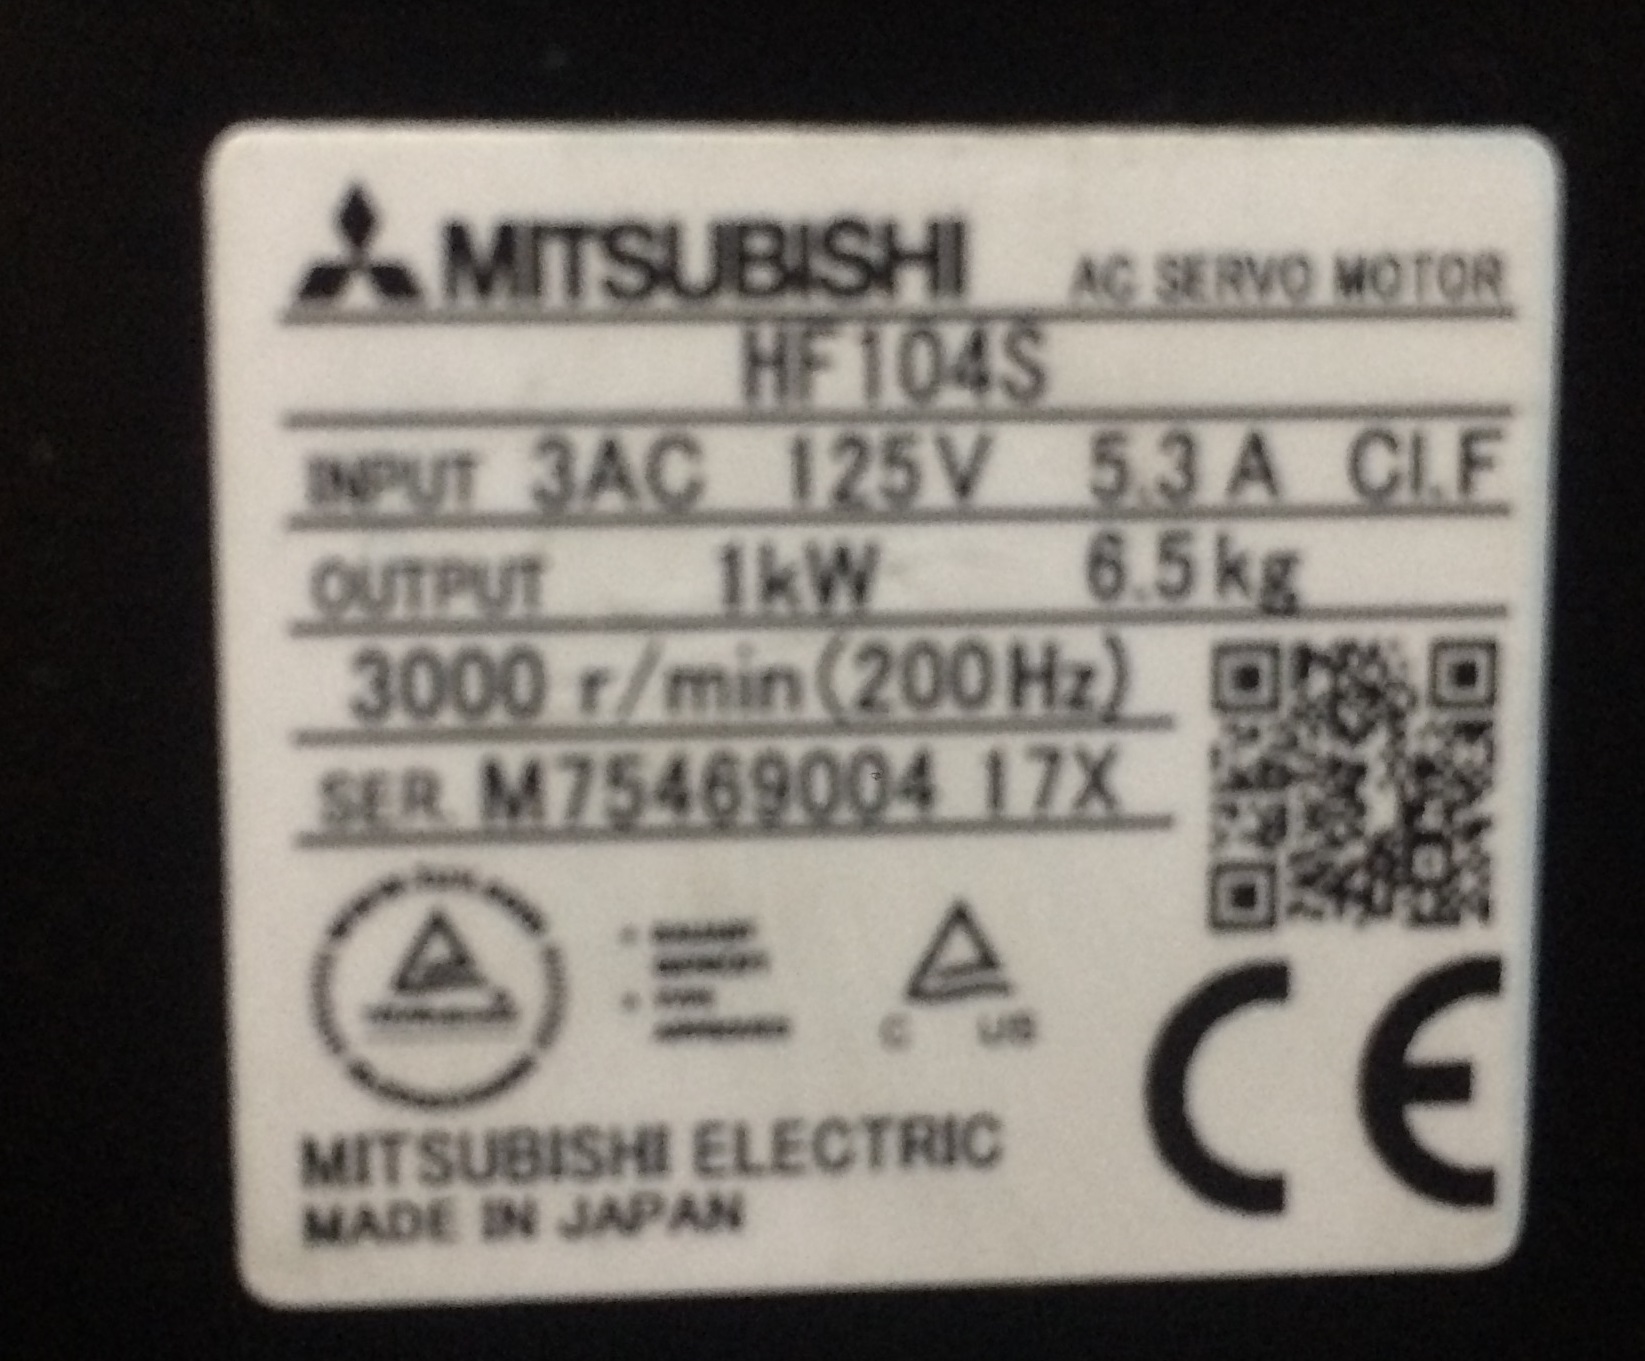 MITSUBISHI AC SERVO MOTOR
HF104S
INPUT 3AC 125V 5.3 A CI.F
OUTPUT 1kW 6.5kg
3000 r/min(200Hz)
SER. M75469004 17X
C US
CE
MITSUBISHI ELECTRIC
MADE IN JAPAN